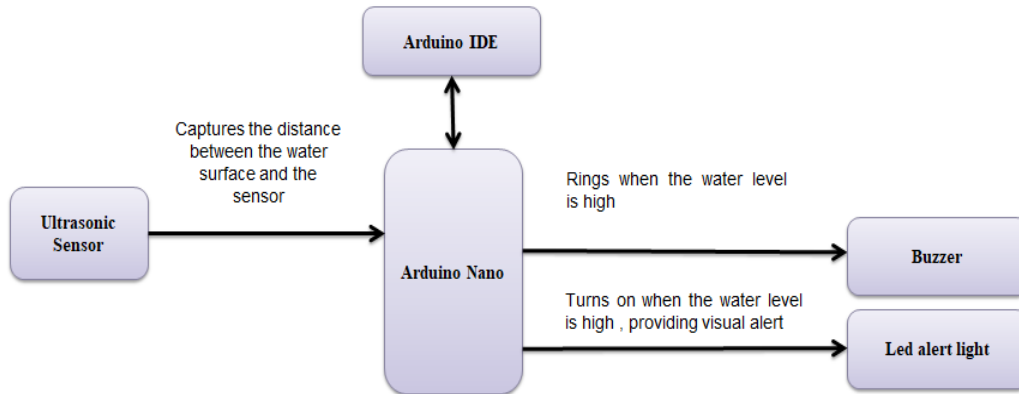 Arduino IDE
Captures the distance
between the water
surface and the
sensor
Ultrasonic
Sensor
Arduino Nano
Rings when the water level
is high
Buzzer
Turns on when the water level
is high , providing visual alert
Led alert light